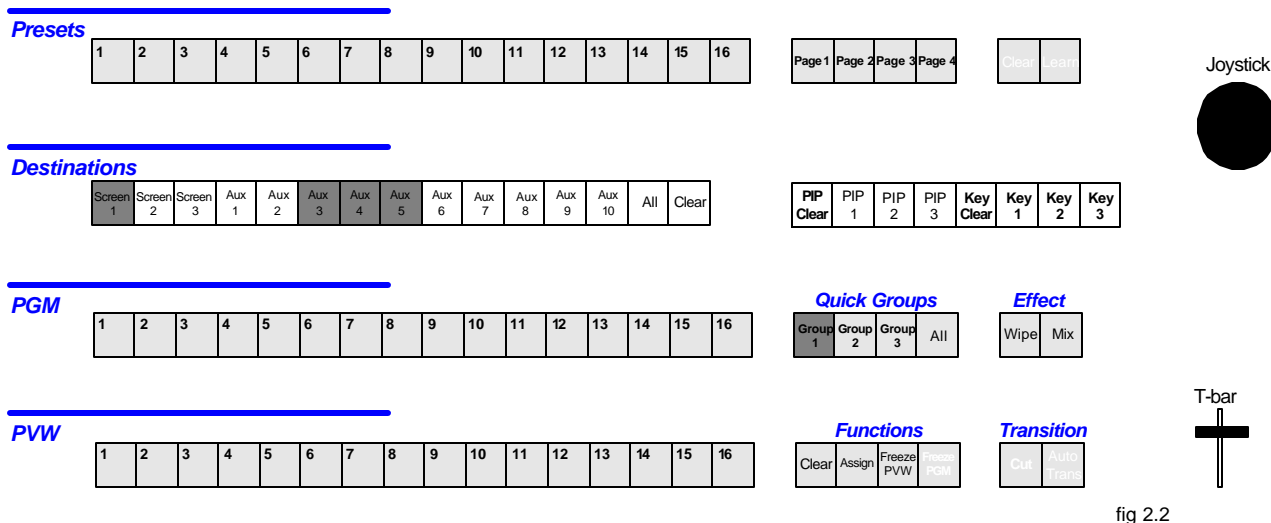 Presets
1 2 3 4 5 6 7 8 9 10 11 12 13 14 15 16
Page 1 Page 2 Page 3 Page 4
Clear Learn
Joystick
Destinations
Screen 1 Screen 2 Screen 3 Aux 1 Aux 2 Aux 3 Aux 4 Aux 5 Aux 6 Aux 7 Aux 8 Aux 9 Aux 10 All Clear
PIP Clear PIP 1 PIP 2 PIP 3 Key Clear Key 1 Key 2 Key 3
PGM
1 2 3 4 5 6 7 8 9 10 11 12 13 14 15 16
Quick Groups
Group 1 Group 2 Group 3 All
Effect
Wipe Mix
T-bar
PVW
1 2 3 4 5 6 7 8 9 10 11 12 13 14 15 16
Functions
Clear Assign Freeze PVW Freeze PGM
Transition
Cut Auto Trans
fig 2.2